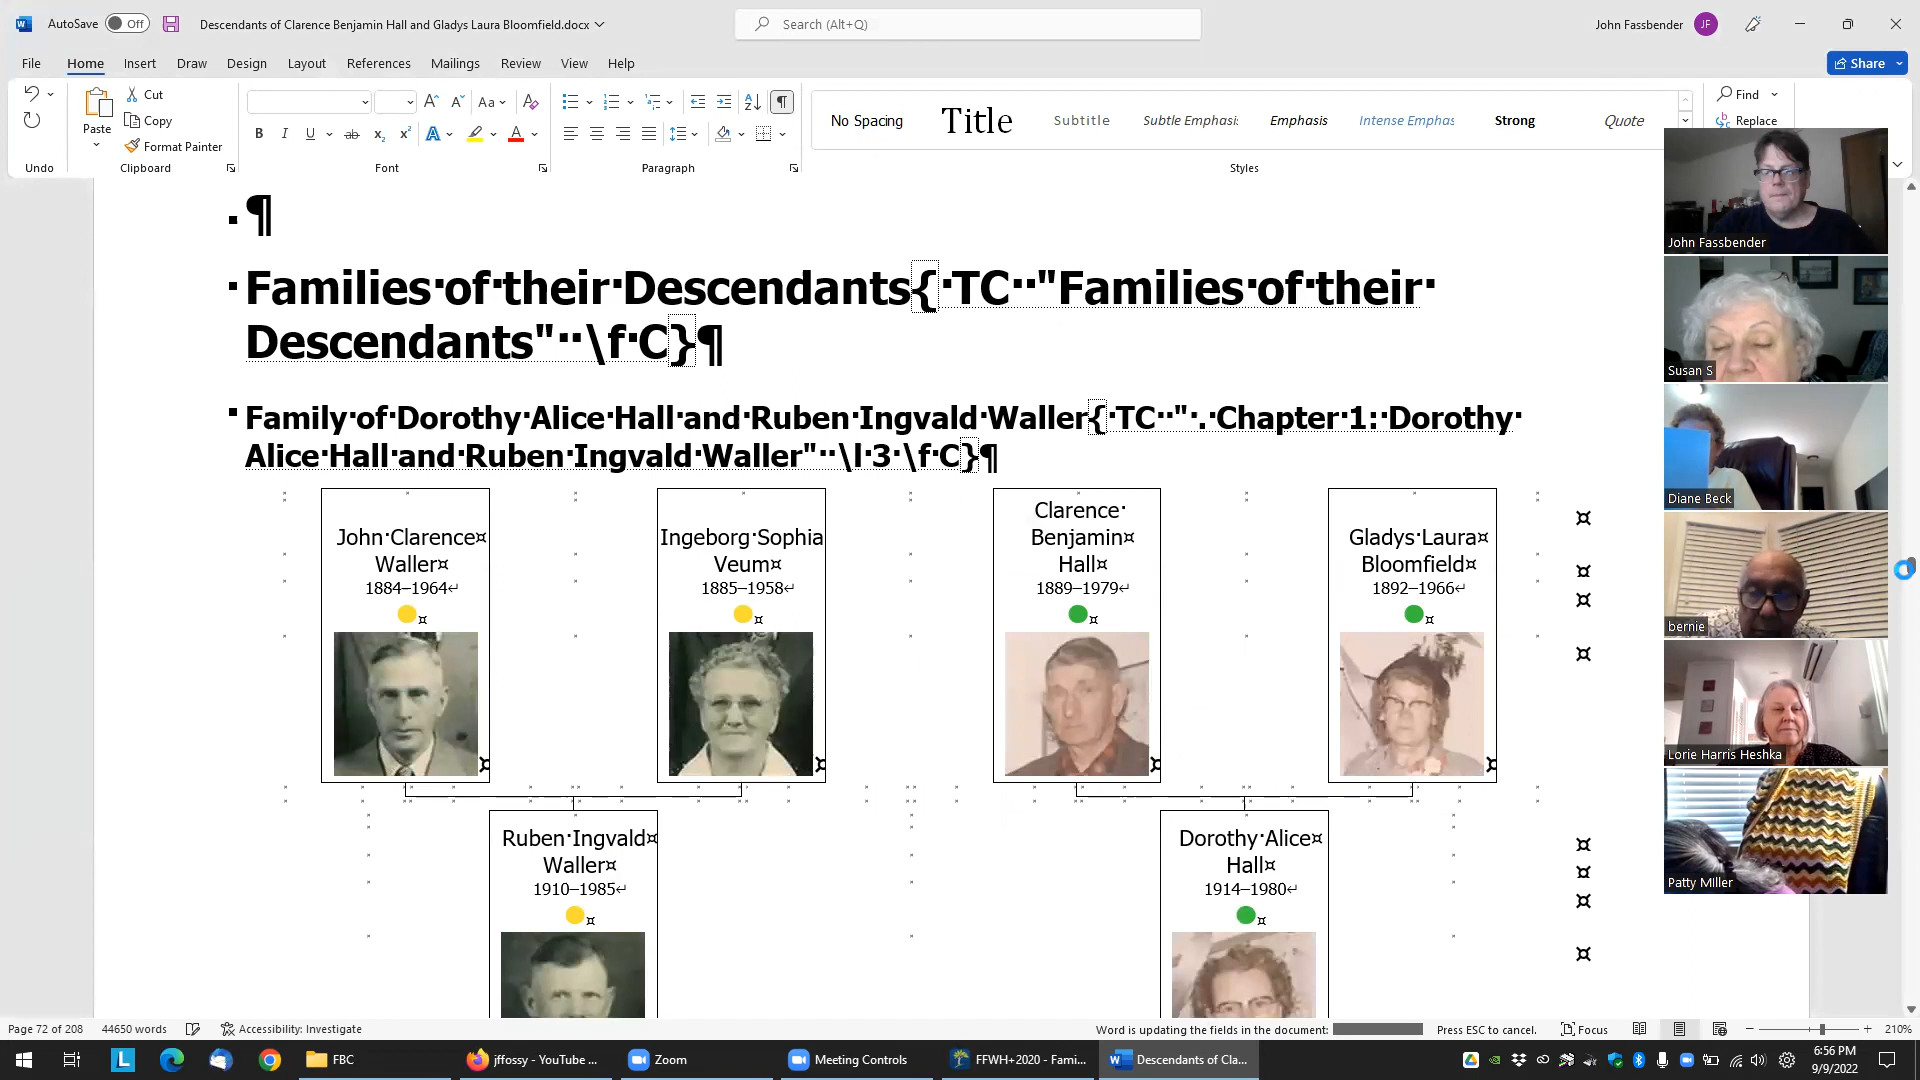 AutoSave Off Descendants of Clarence Benjamin Hall and Gladys Laura Bloomfield.docx Search (Alt+Q) John Fassbender JF
File Home Insert Draw Design Layout References Mailings Review View Help Share
Paste Cut Copy Format Painter
No Spacing Title Subtitle Subtle Emphasi: Emphasis Intense Emphas Strong Quote
Find
Replace
Undo Clipboard Font Paragraph Styles
¶
Families·of·their·Descendants{·TC··"Families·of·their·
Descendants"··\f·C}¶
Family·of·Dorothy·Alice·Hall·and·Ruben·Ingvald·Waller{·TC··"·.·Chapter·1:·Dorothy·
Alice·Hall·and·Ruben·Ingvald·Waller"··\l·3·\f·C}¶
John·Clarence¤
Waller¤
1884–1964↵
Ingeborg·Sophia
Veum¤
1885–1958↵
Clarence·
Benjamin¤
Hall¤
1889–1979↵
Gladys·Laura¤
Bloomfield¤
1892–1966↵
Ruben·Ingvald¤
Waller¤
1910–1985↵
Dorothy·Alice¤
Hall¤
1914–1980↵
John Fassbender
Susan S
Diane Beck
bernie
Lorie Harris Heshka
Patty Miller
Page 72 of 208 44650 words Accessibility: Investigate Word is updating the fields in the document: Press ESC to cancel. Focus 210%
FBC jffossy - YouTube ... Zoom Meeting Controls FFWH+2020 - Fami... Descendants of Cla... 6:56 PM
9/9/2022